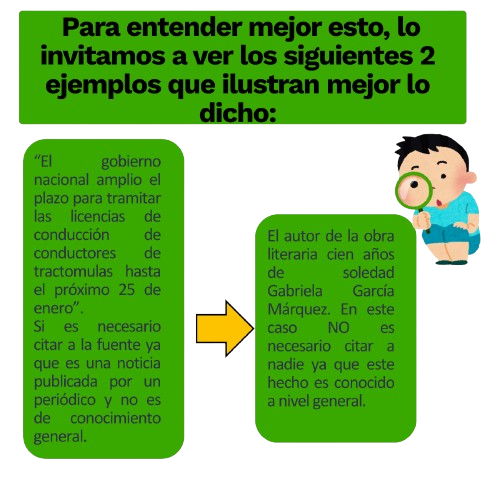 Para entender mejor esto, lo
invitamos a ver los siguientes 2
ejemplos que ilustran mejor lo
dicho:
“El gobierno
nacional amplio el
plazo para tramitar
las licencias de
conducción de
conductores de
tractomulas hasta
el próximo 25 de
enero”.
Si es necesario
citar a la fuente ya
que es una noticia
publicada por un
periódico y no es
de conocimiento
general.
El autor de la obra
literaria cien años
de soledad
Gabriela García
Márquez. En este
caso NO es
necesario citar a
nadie ya que este
hecho es conocido
a nivel general.